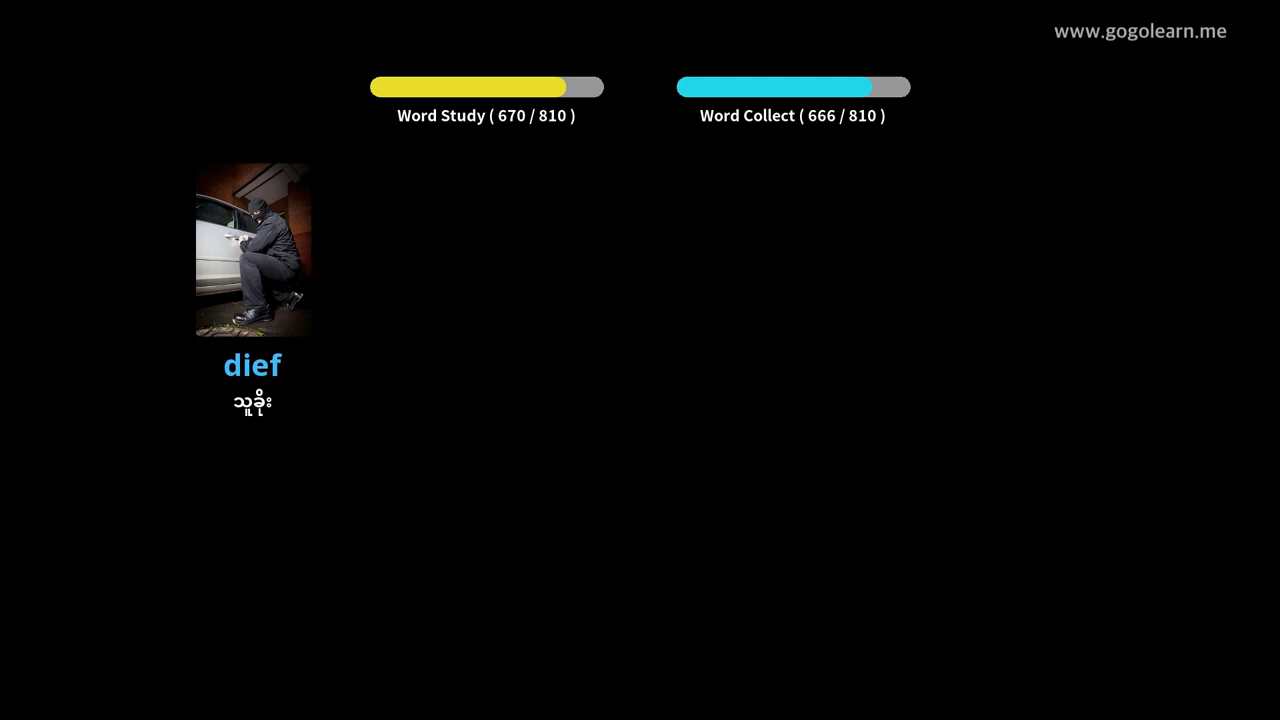 www.gogolearn.me
Word Study ( 670 / 810 )
Word Collect ( 666 / 810 )
dief
သူခိုး